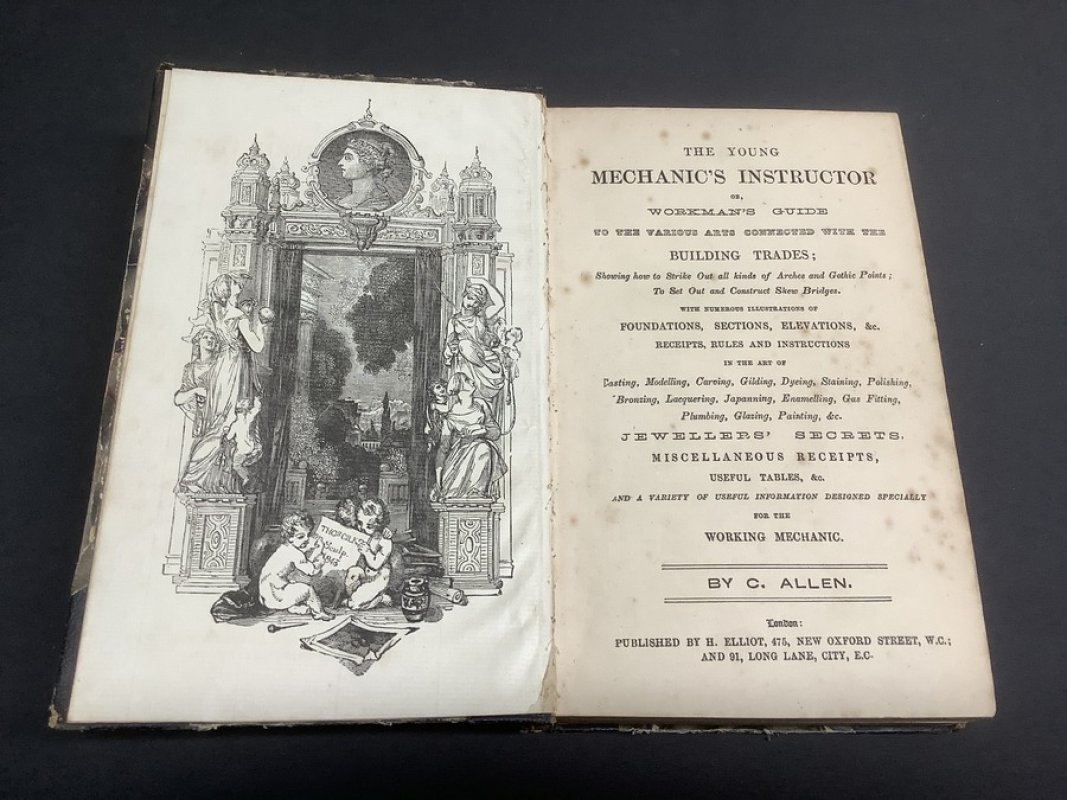 Sculp.
THE YOUNG
MECHANIC'S INSTRUCTOR
OR,
WORKMAN'S GUIDE
TO THE VARIOUS ARTS CONNECTED WITH THE
BUILDING TRADES;
Showing how to Strike Out all kinds of Arches and Gothic Points;
To Set Out and Construct Skew Bridges.
WITH NUMEROUS ILLUSTRATIONS OF
FOUNDATIONS, SECTIONS, ELEVATIONS, &c.
RECEIPTS, RULES AND INSTRUCTIONS
IN THE ART OF
Casting, Modelling, Carving, Gilding, Dyeing, Staining, Polishing,
Bronzing, Lacquering, Japanning, Enamelling, Gas Fitting,
Plumbing, Glazing, Painting, &c.
JEWELLERS' SECRETS.
MISCELLANEOUS RECEIPTS,
USEFUL TABLES, &c.
AND A VARIETY OF USEFUL INFORMATION DESIGNED SPECIALLY
FOR THE
WORKING MECHANIC.
BY C. ALLEN.
London:
PUBLISHED BY H. ELLIOT, 475, NEW OXFORD STREET, W.C.;
AND 91, LONG LANE, CITY, E.C.